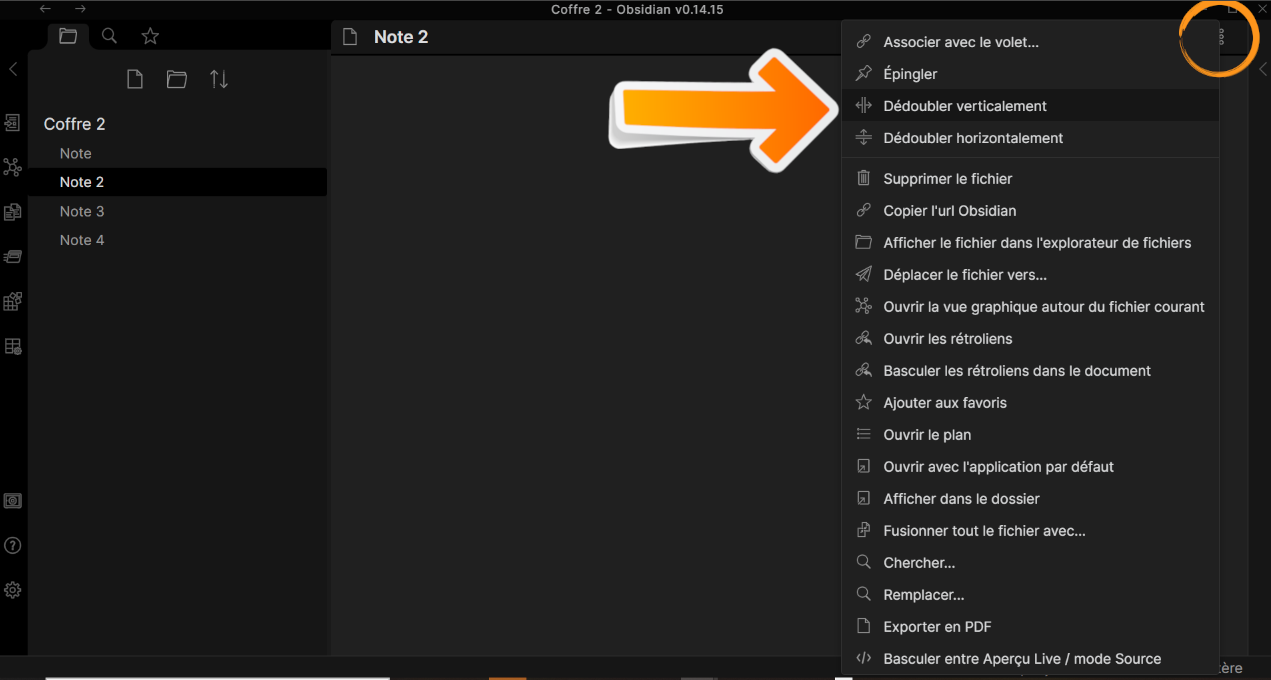 Coffre 2 - Obsidian v0.14.15
Note 2
Coffre 2
Note
Note 2
Note 3
Note 4
Associer avec le volet...
Épingler
Dédoubler verticalement
Dédoubler horizontalement
Supprimer le fichier
Copier l'url Obsidian
Afficher le fichier dans l'explorateur de fichiers
Déplacer le fichier vers...
Ouvrir la vue graphique autour du fichier courant
Ouvrir les rétroliens
Basculer les rétroliens dans le document
Ajouter aux favoris
Ouvrir le plan
Ouvrir avec l'application par défaut
Afficher dans le dossier
Fusionner tout le fichier avec...
Chercher...
Remplacer...
Exporter en PDF
Basculer entre Aperçu Live / mode Source